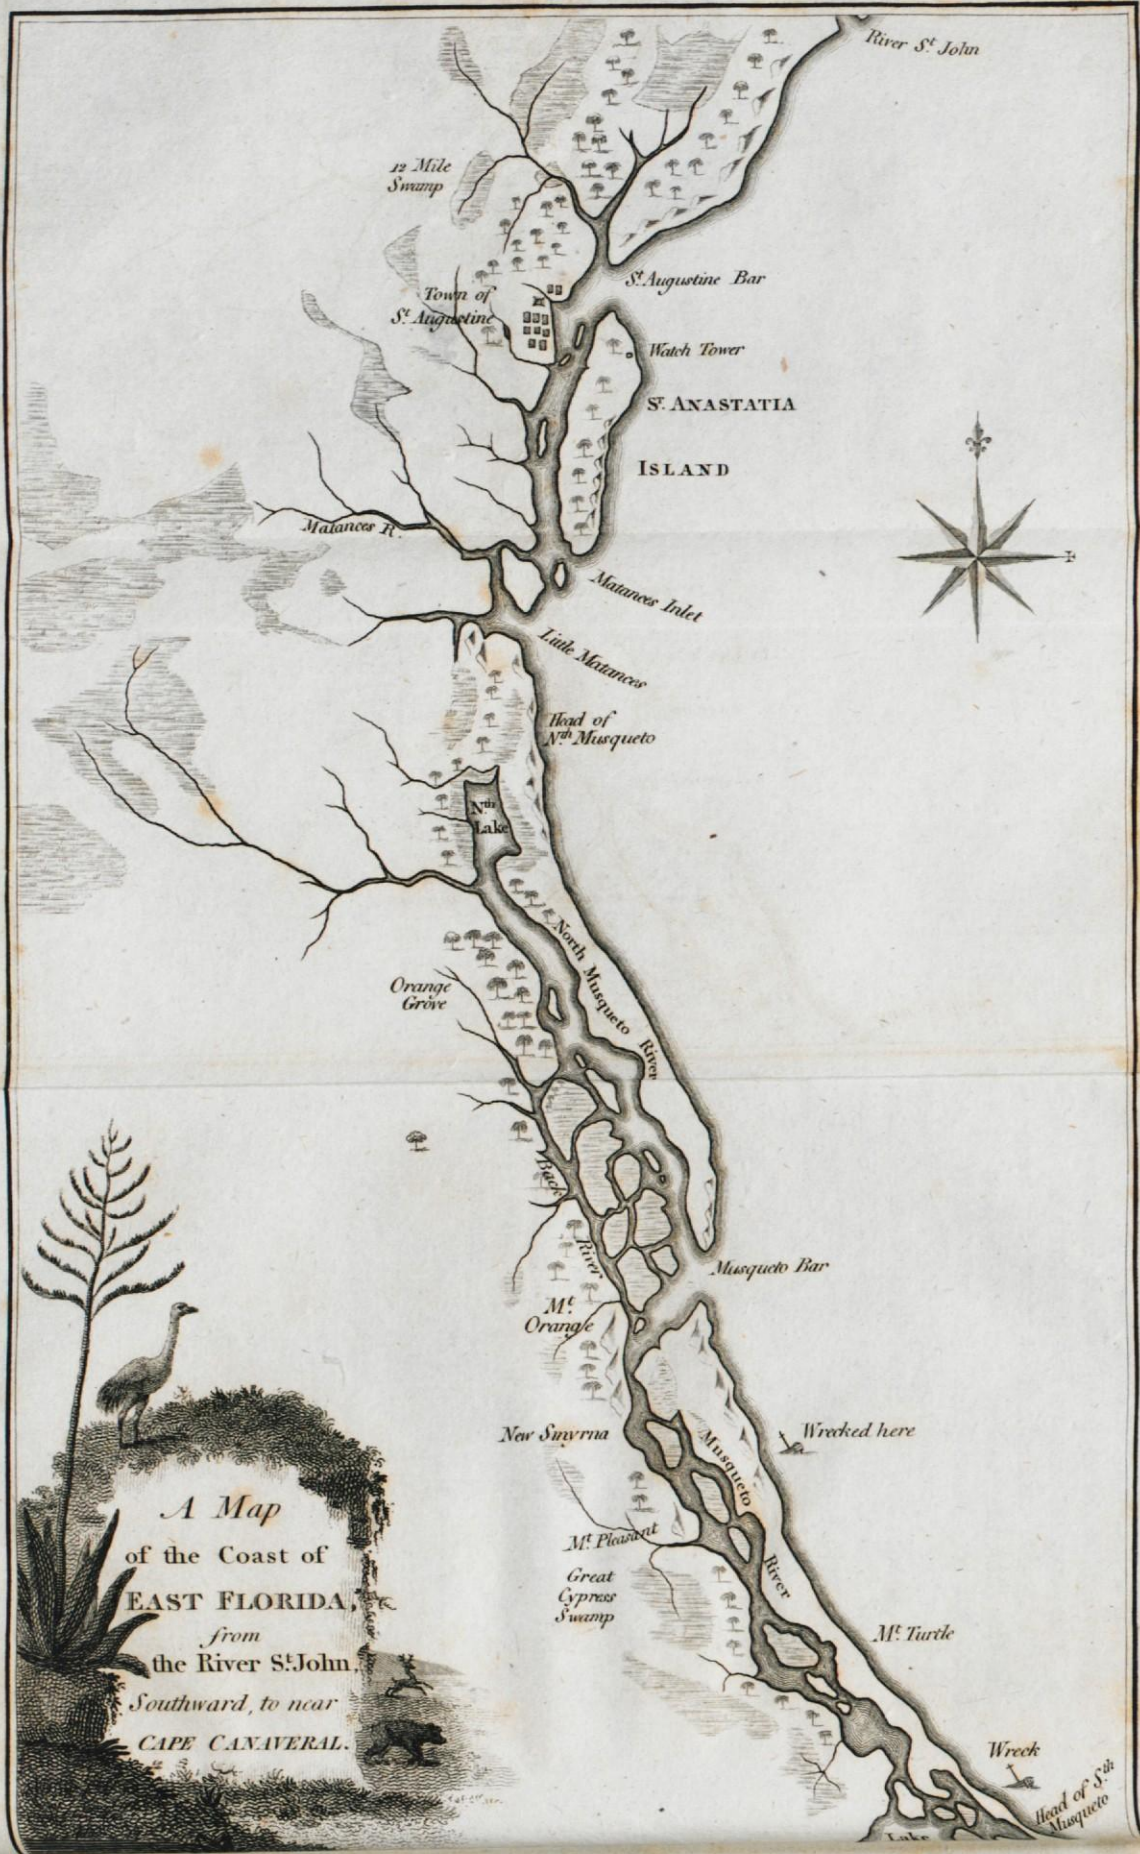 River St. John
12 Mile
Swamp
St. Augustine Bar
Town of
St. Augustine
Watch Tower
St. ANASTATIA
ISLAND
Matances R.
Matances Inlet
Little Matances
Head of
Nth. Musqueto
Nth.
Lake
North Musqueto River
Orange
Grove
Back River
Musqueto Bar
Mt.
Orange
New Smyrna
Wrecked here
Musqueto River
Mt. Pleasant
Great
Cypress
Swamp
Mt. Turtle
Wreck
Head of Sth.
Musqueto
Lake
A Map
of the Coast of
EAST FLORIDA,
from
the River St. John,
Southward, to near
CAPE CANAVERAL.